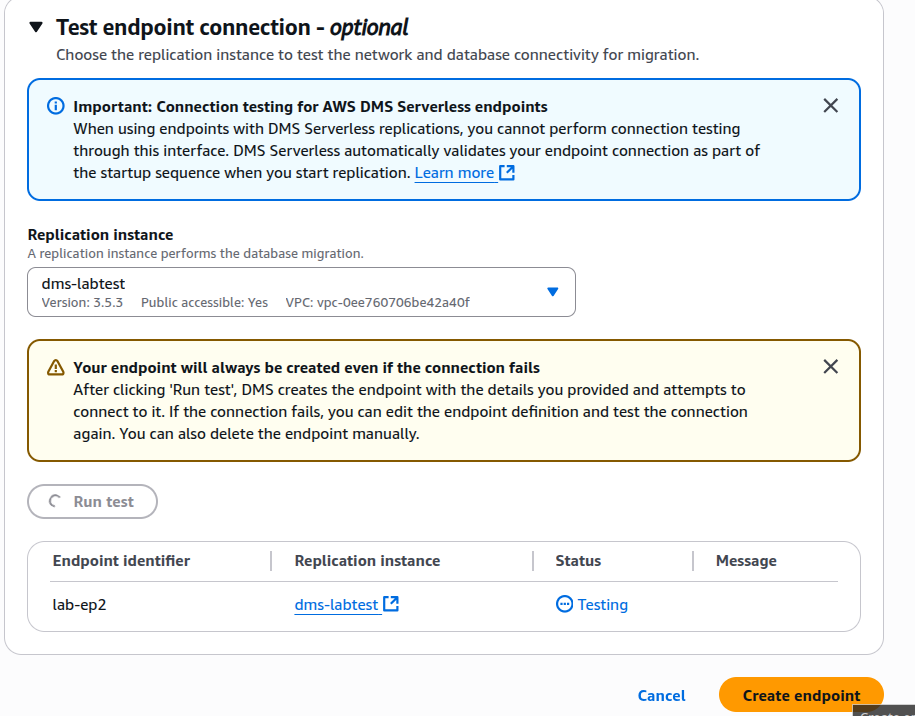 Test endpoint connection - optional
Choose the replication instance to test the network and database connectivity for migration.
Important: Connection testing for AWS DMS Serverless endpoints
When using endpoints with DMS Serverless replications, you cannot perform connection testing
through this interface. DMS Serverless automatically validates your endpoint connection as part of
the startup sequence when you start replication. Learn more
Replication instance
A replication instance performs the database migration.
dms-labtest
Version: 3.5.3 Public accessible: Yes VPC: vpc-0ee760706be42a40f
Your endpoint will always be created even if the connection fails
After clicking 'Run test', DMS creates the endpoint with the details you provided and attempts to
connect to it. If the connection fails, you can edit the endpoint definition and test the connection
again. You can also delete the endpoint manually.
Run test
Endpoint identifier Replication instance Status Message
lab-ep2 dms-labtest Testing
Cancel Create endpoint